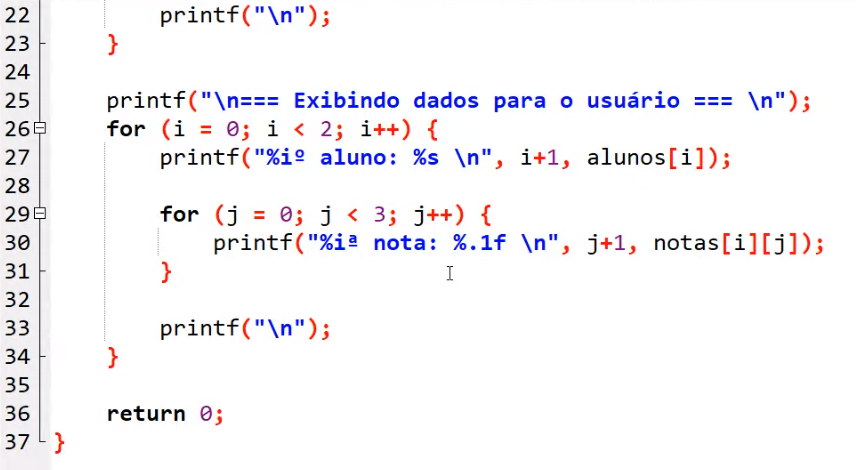 22 printf("\n");
23 }
24
25 printf("\n=== Exibindo dados para o usuário === \n");
26 for (i = 0; i < 2; i++) {
27 printf("%iº aluno: %s \n", i+1, alunos[i]);
28
29 for (j = 0; j < 3; j++) {
30 printf("%iª nota: %.1f \n", j+1, notas[i][j]);
31 }
32
33 printf("\n");
34 }
35
36 return 0;
37 }